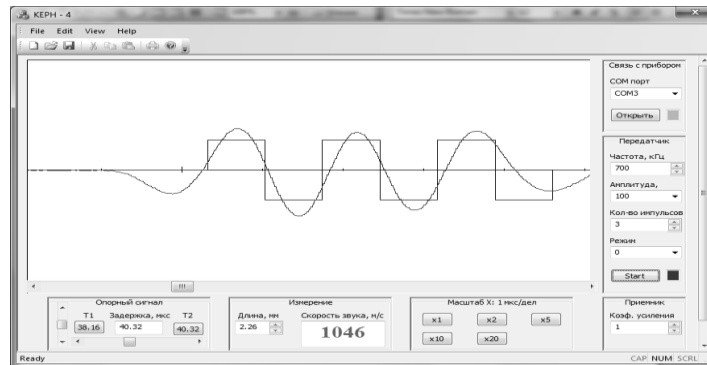 КЕРН - 4
File Edit View Help
Связь с прибором
COM порт
COM3
Открыть
Передатчик
Частота, кГц
700
Амплитуда,
100
Кол-во импульсов
3
Режим
0
Start
Опорный сигнал
T1 Задержка, мкс T2
38.16 40.32 40.32
Измерение
Длина, мм Скорость звука, м/с
2.26 1046
Масштаб X: 1 мкс/дел
x1 x2 x5
x10 x20
Приемник
Коэф. усиления
1
Ready CAP NUM SCRL